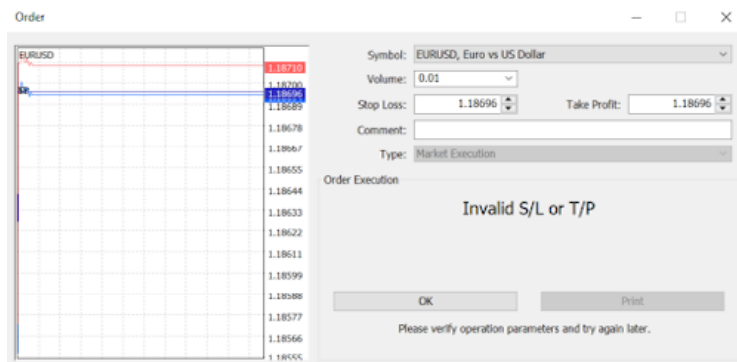 Order
EURUSD
1.18710
1.18700
1.18696
1.18689
1.18678
1.18667
1.18655
1.18644
1.18633
1.18622
1.18611
1.18599
1.18588
1.18577
1.18566
1.18555
Symbol: EURUSD, Euro vs US Dollar
Volume: 0.01
Stop Loss: 1.18696 Take Profit: 1.18696
Comment:
Type: Market Execution
Order Execution
Invalid S/L or T/P
OK Print
Please verify operation parameters and try again later.